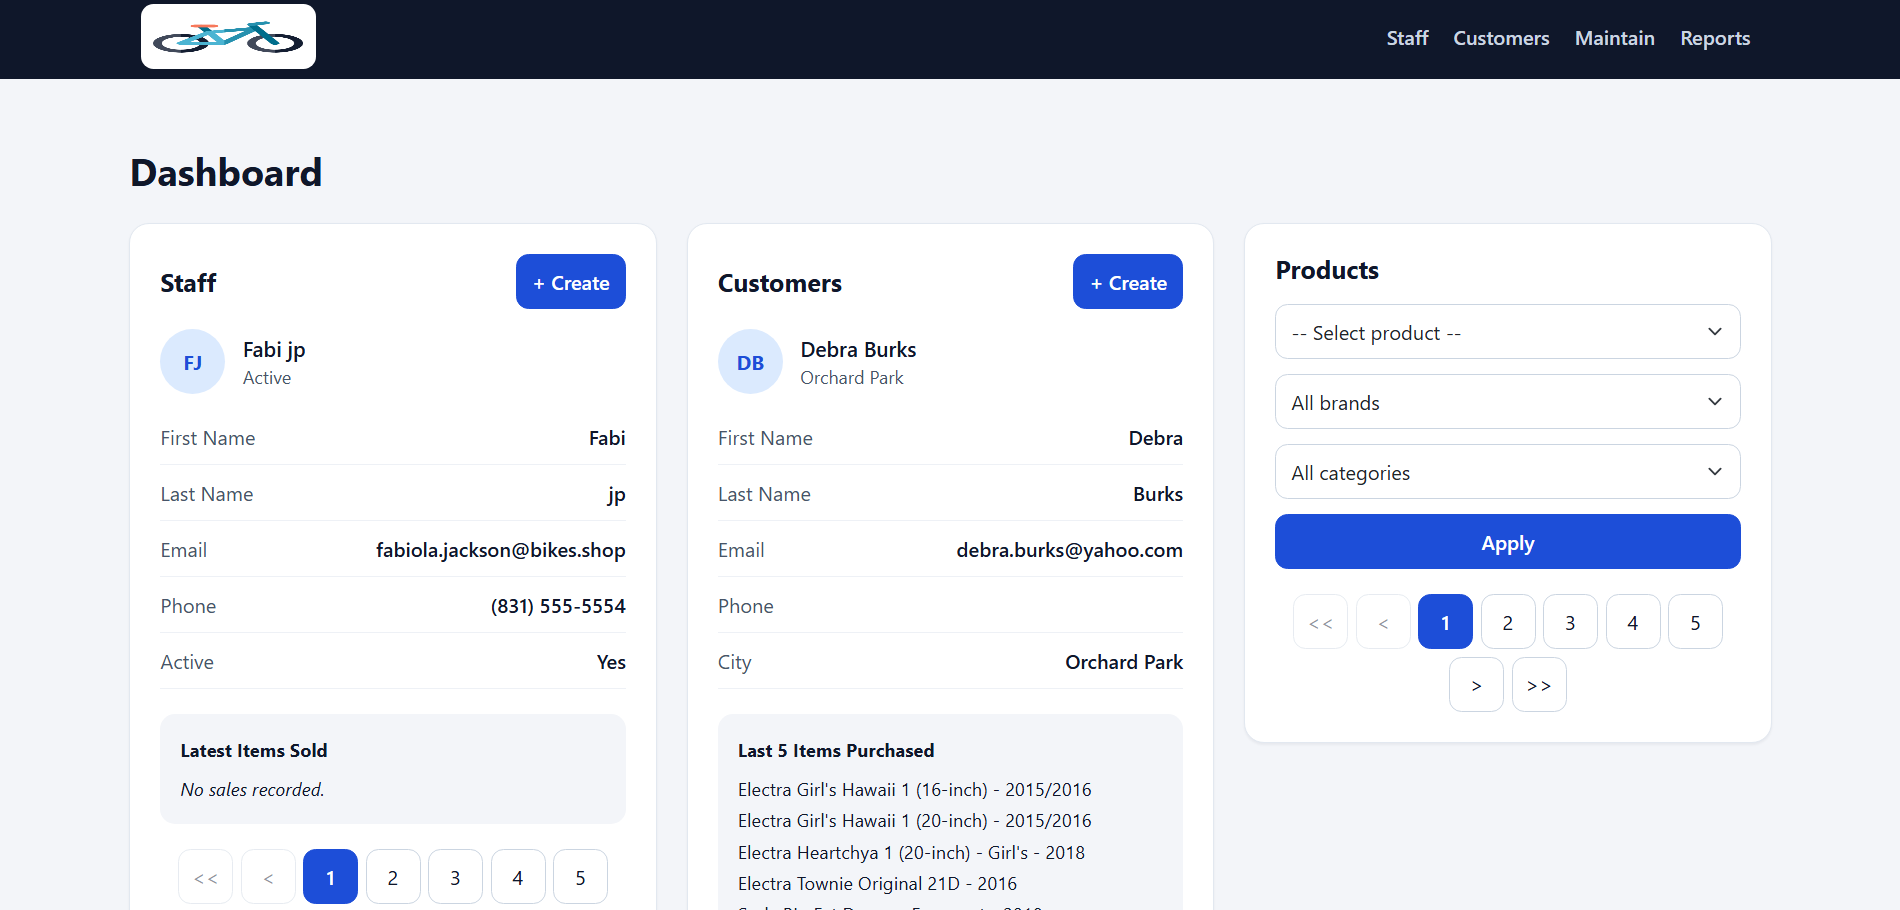 Staff Customers Maintain Reports
Dashboard
Staff
+ Create
FJ
Fabi jp
Active
First Name Fabi
Last Name jp
Email fabiola.jackson@bikes.shop
Phone (831) 555-5554
Active Yes
Latest Items Sold
No sales recorded.
<< < 1 2 3 4 5
Customers
+ Create
DB
Debra Burks
Orchard Park
First Name Debra
Last Name Burks
Email debra.burks@yahoo.com
Phone
City Orchard Park
Last 5 Items Purchased
Electra Girl's Hawaii 1 (16-inch) - 2015/2016
Electra Girl's Hawaii 1 (20-inch) - 2015/2016
Electra Heartchya 1 (20-inch) - Girl's - 2018
Electra Townie Original 21D - 2016
Products
-- Select product --
All brands
All categories
Apply
<< < 1 2 3 4 5
> >>